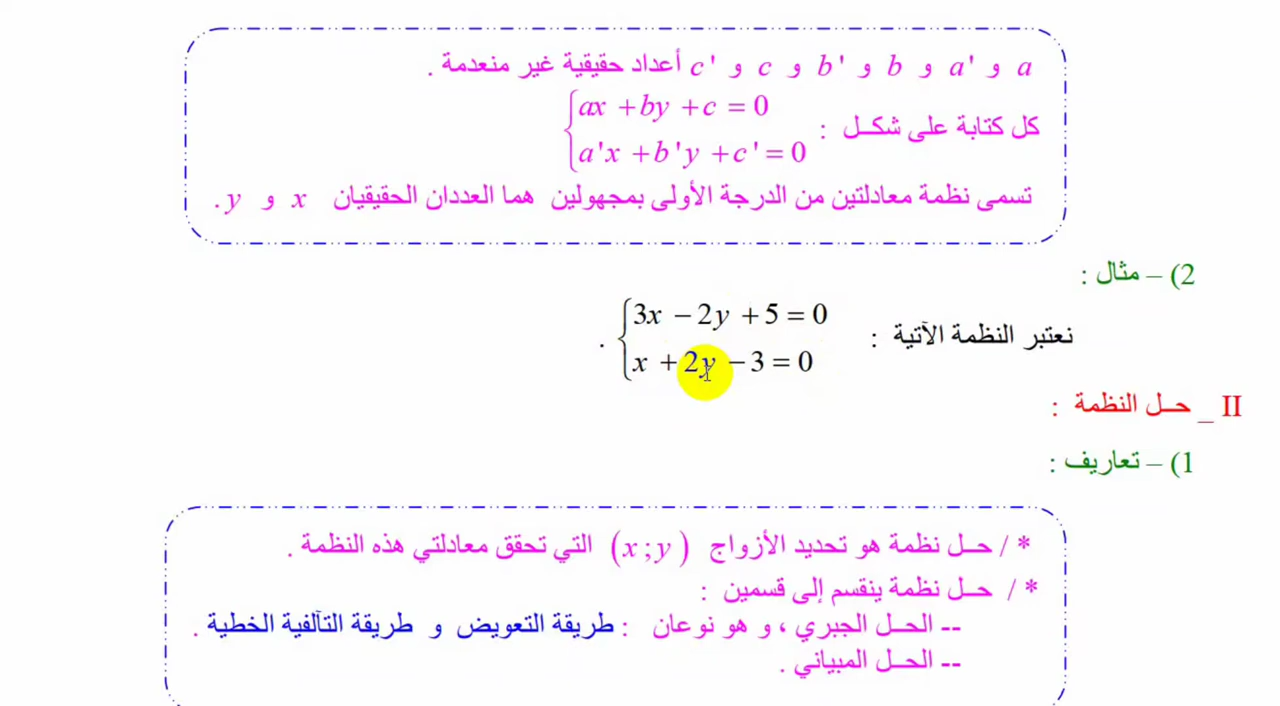 a و a' و b و b' و c و c' أعداد حقيقية غير منعدمة .
كل كتابة على شكـل :
ax + by + c = 0
a'x + b'y + c' = 0
تسمى نظمة معادلتين من الدرجة الأولى بمجهولين هما العددان الحقيقيان x و y .
2) – مثال :
نعتبر النظمة الآتية :
3x – 2y + 5 = 0
x + 2y – 3 = 0 .
II _ حـل النظمة :
1) – تعاريف :
* / حـل نظمة هو تحديد الأزواج (x ; y) التي تحقق معادلتي هذه النظمة .
* / حـل نظمة ينقسم إلى قسمين :
-- الحـل الجبري ، و هو نوعان : طريقة التعويض و طريقة التآلفية الخطية .
-- الحـل المبياني .